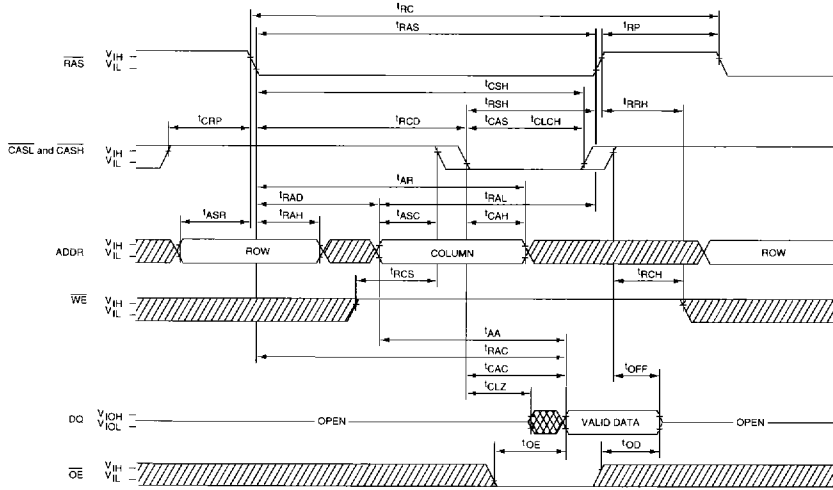 tRC
tRAS tRP
RAS VIH
VIL
tCSH
tRSH tRRH
tCRP tRCD tCAS tCLCH
CASL and CASH VIH
VIL
tAR
tRAD tRAL
tASR tRAH tASC tCAH
ADDR VIH
VIL ROW COLUMN ROW
tRCS tRCH
WE VIH
VIL
tAA
tRAC
tCAC tOFF
tCLZ
DQ VIOH
VIOL OPEN VALID DATA OPEN
tOE tOD
OE VIH
VIL